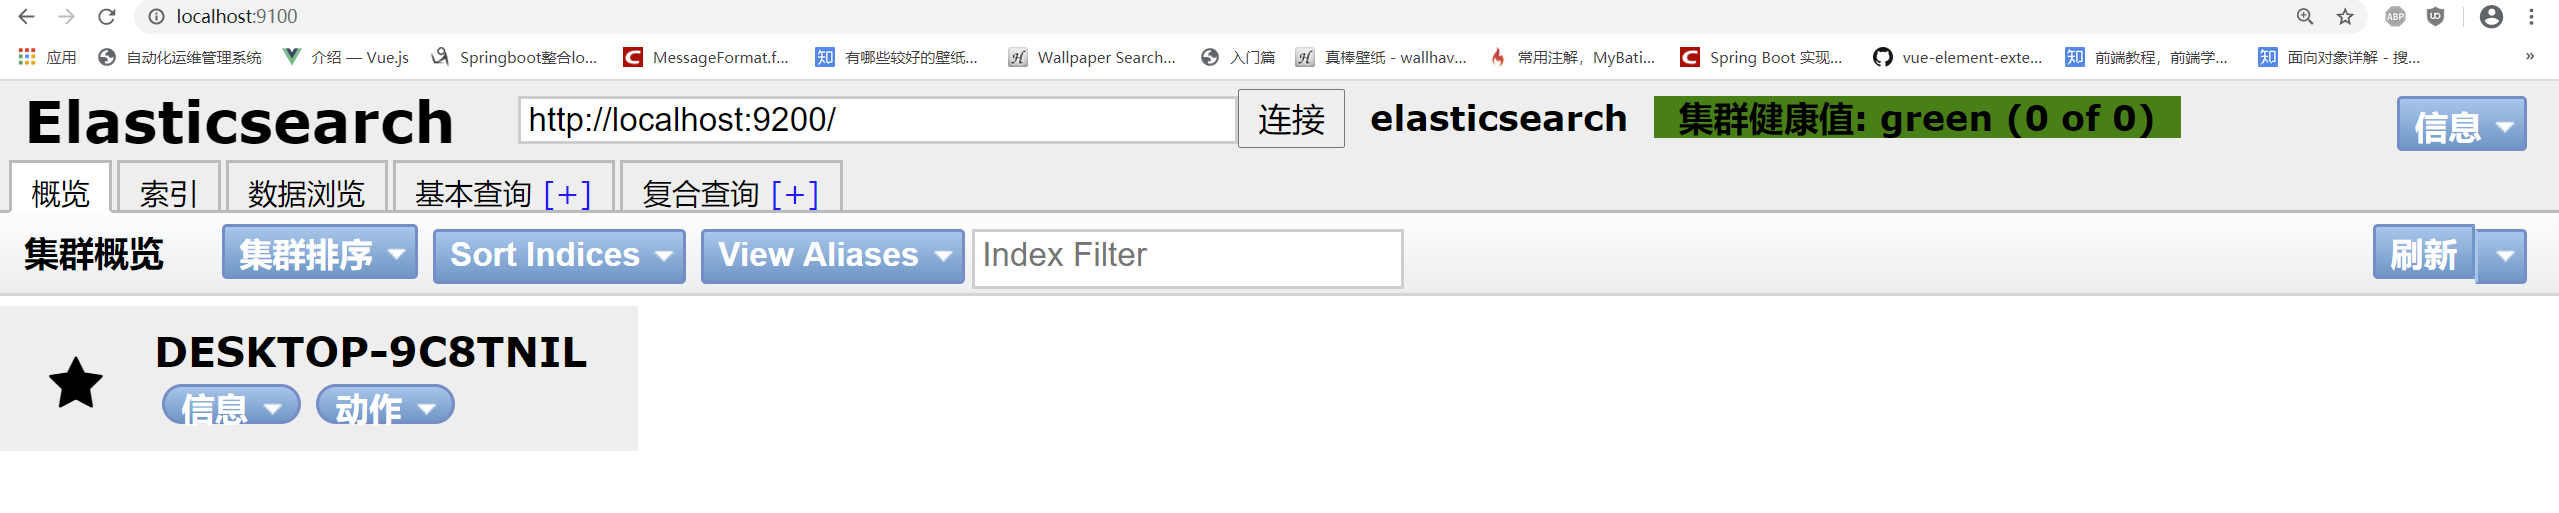 localhost:9100
应用 自动化运维管理系统 介绍 — Vue.js Springboot整合lo... MessageFormat.f... 有哪些较好的壁纸... Wallpaper Search... 入门篇 真棒壁纸 - wallhav... 常用注解，MyBati... Spring Boot 实现... vue-element-exte... 前端教程，前端学... 面向对象详解 - 搜... »
Elasticsearch http://localhost:9200/ 连接 elasticsearch 集群健康值: green (0 of 0) 信息
概览 索引 数据浏览 基本查询 [+] 复合查询 [+]
集群概览 集群排序 Sort Indices View Aliases Index Filter 刷新
DESKTOP-9C8TNIL
信息 动作